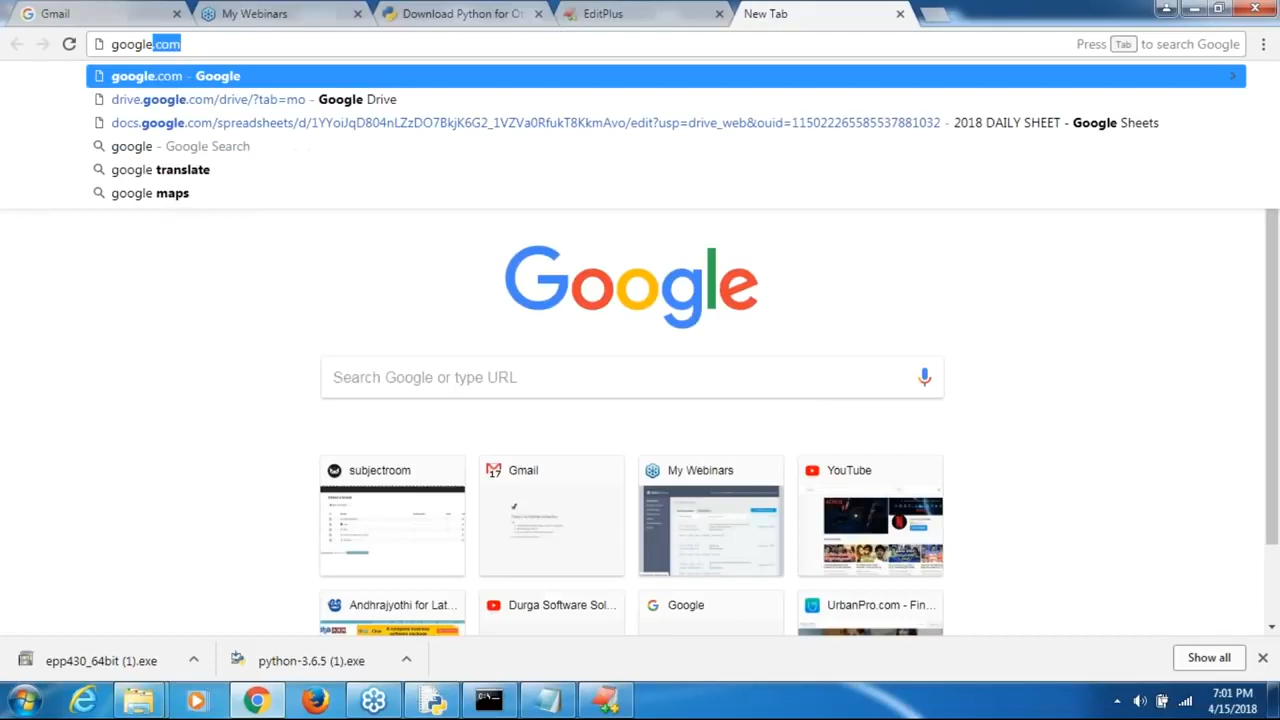 Gmail
My Webinars
Download Python for Ot
EditPlus
New Tab
google.com
Press Tab to search Google
google.com - Google
drive.google.com/drive/?tab=mo - Google Drive
docs.google.com/spreadsheets/d/1YYoiJqD804nLZzDO7BkjK6G2_1VZVa0RfukT8KkmAvo/edit?usp=drive_web&ouid=115022265585537881032 - 2018 DAILY SHEET - Google Sheets
google - Google Search
google translate
google maps
Google
Search Google or type URL
subjectroom
Gmail
My Webinars
YouTube
Andhrajyothi for Lat...
Durga Software Sol...
Google
UrbanPro.com - Fin...
epp430_64bit (1).exe
python-3.6.5 (1).exe
Show all
7:01 PM
4/15/2018